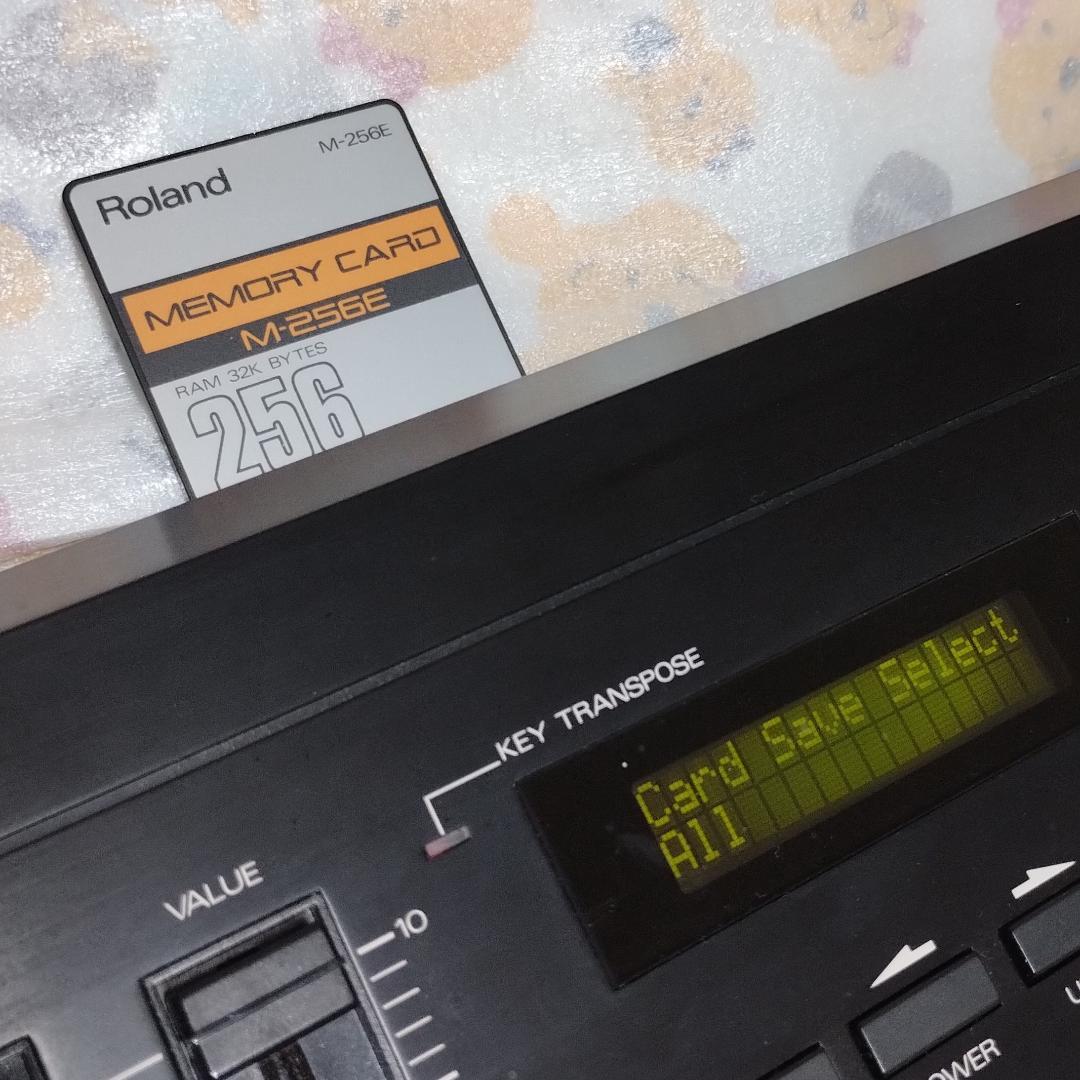 M-256E
Roland
MEMORY CARD
M-256E
RAM 32K BYTES
256
KEY TRANSPOSE
Card Save Select
All
VALUE
10